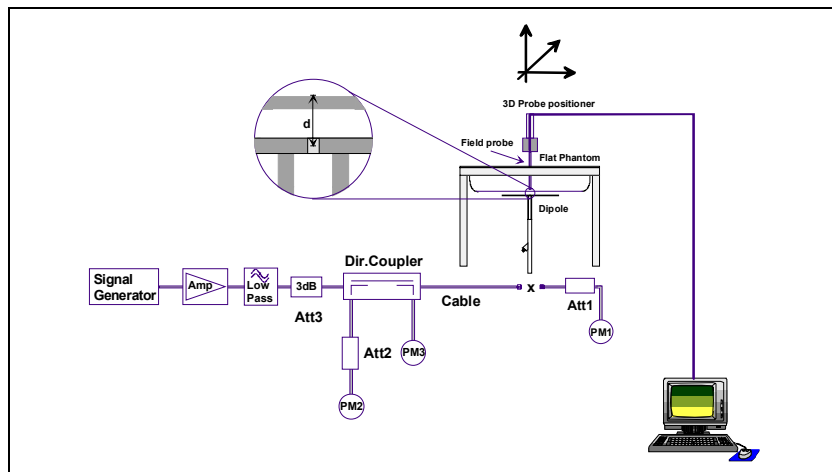 3D Probe positioner
d
Field probe
Flat Phantom
Dipole
Dir.Coupler
Signal
Generator
Amp
Low
Pass
3dB
Cable
x
Att1
Att3
PM3
PM1
Att2
PM2